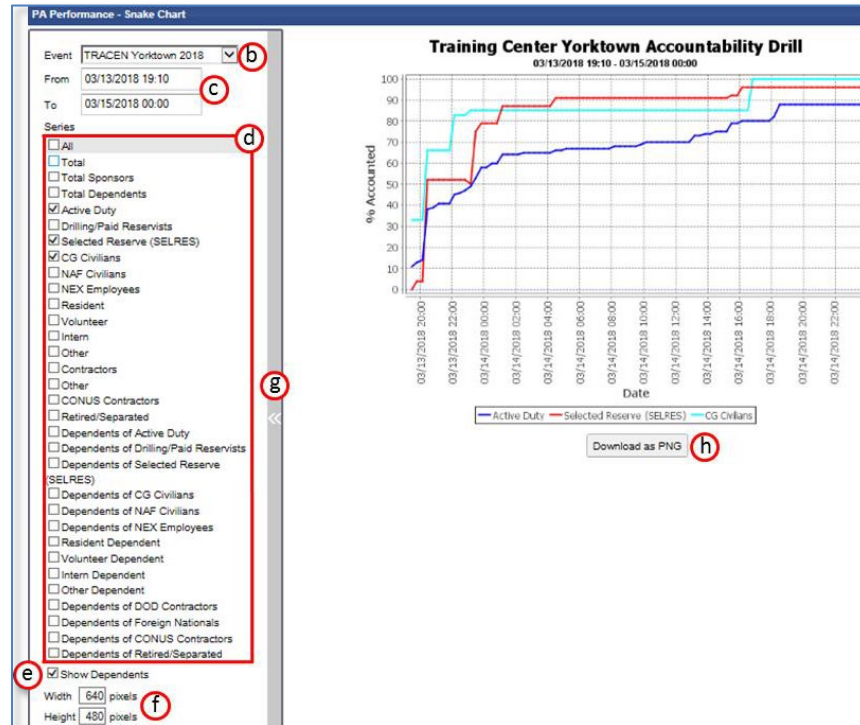 PA Performance - Snake Chart
Event TRACEN Yorktown 2018 b
From 03/13/2018 19:10
c
To 03/15/2018 00:00
Series
d
All
Total
Total Sponsors
Total Dependents
Active Duty
Drilling/Paid Reservists
Selected Reserve (SELRES)
CG Civilians
NAF Civilians
NEX Employees
Resident
Volunteer
Intern
Other
Contractors
Other
CONUS Contractors
Retired/Separated
Dependents of Active Duty
Dependents of Drilling/Paid Reservists
Dependents of Selected Reserve
(SELRES)
Dependents of CG Civilians
Dependents of NAF Civilians
Dependents of NEX Employees
Resident Dependent
Volunteer Dependent
Intern Dependent
Other Dependent
Dependents of DOD Contractors
Dependents of Foreign Nationals
Dependents of CONUS Contractors
Dependents of Retired/Separated
e Show Dependents
Width 640 pixels
f
Height 480 pixels
g
«
Training Center Yorktown Accountability Drill
03/13/2018 19:10 - 03/15/2018 00:00
% Accounted
100
90
80
70
60
50
40
30
20
10
0
03/13/2018 20:00
03/13/2018 22:00
03/14/2018 00:00
03/14/2018 02:00
03/14/2018 04:00
03/14/2018 06:00
03/14/2018 08:00
03/14/2018 10:00
03/14/2018 12:00
03/14/2018 14:00
03/14/2018 16:00
03/14/2018 18:00
03/14/2018 20:00
03/14/2018 22:00
Date
Active Duty Selected Reserve (SELRES) CG Civilians
Download as PNG h